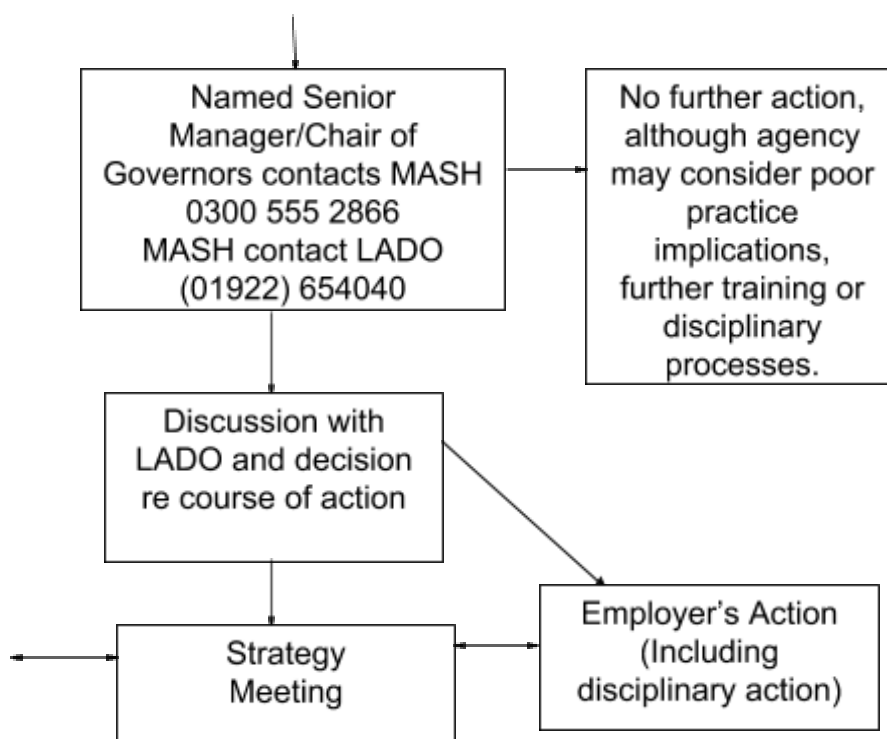 Named Senior
Manager/Chair of
Governors contacts MASH
0300 555 2866
MASH contact LADO
(01922) 654040
No further action,
although agency
may consider poor
practice
implications,
further training or
disciplinary
processes.
Discussion with
LADO and decision
re course of action
Employer’s Action
(Including
disciplinary action)
Strategy
Meeting